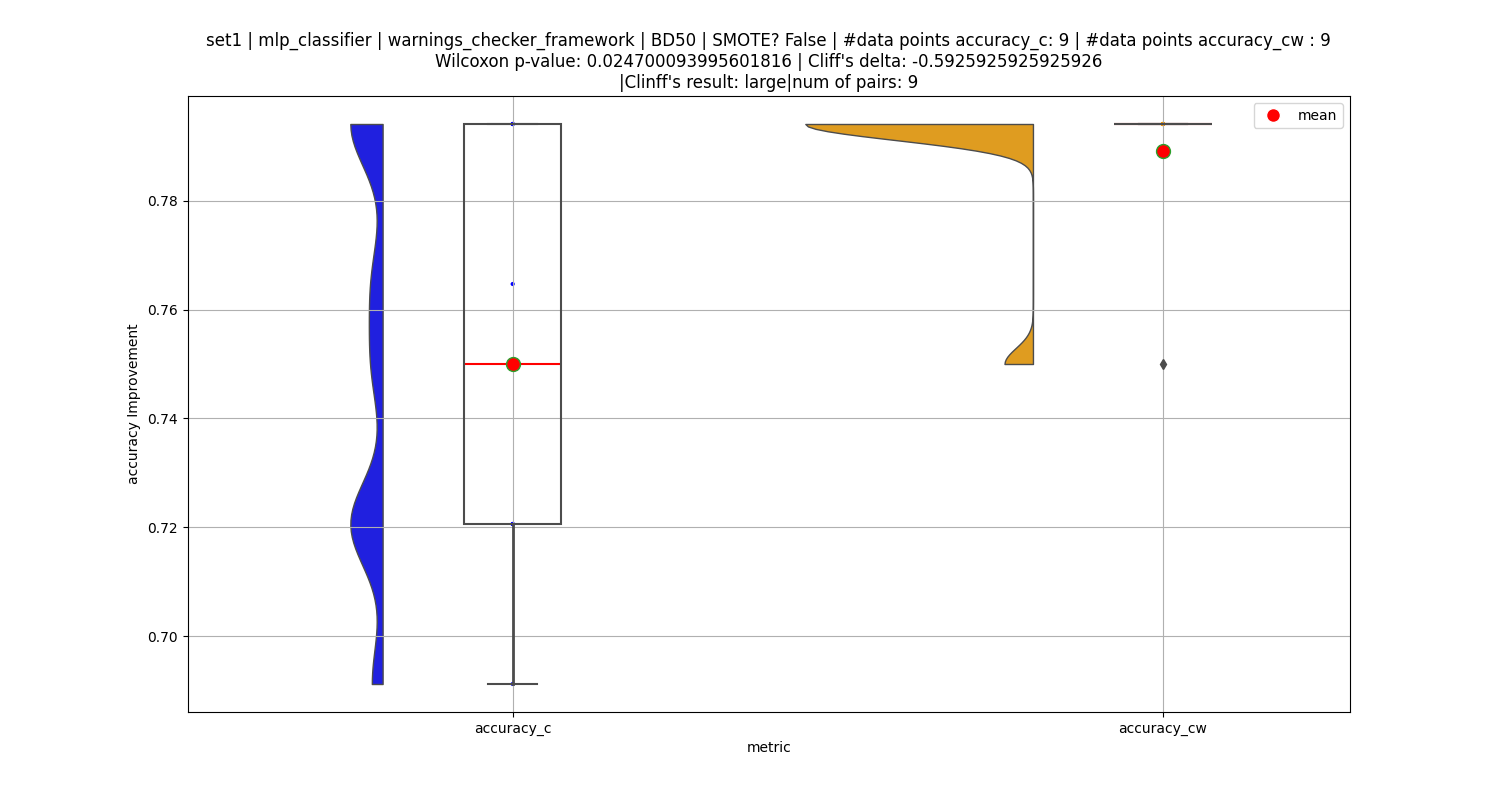 set1 | mlp_classifier | warnings_checker_framework | BD50 | SMOTE? False | #data points accuracy_c: 9 | #data points accuracy_cw : 9
Wilcoxon p-value: 0.024700093995601816 | Cliff's delta: -0.5925925925925926
|Clinff's result: large|num of pairs: 9
mean
0.78
0.76
0.74
0.72
0.70
accuracy Improvement
accuracy_c
accuracy_cw
metric